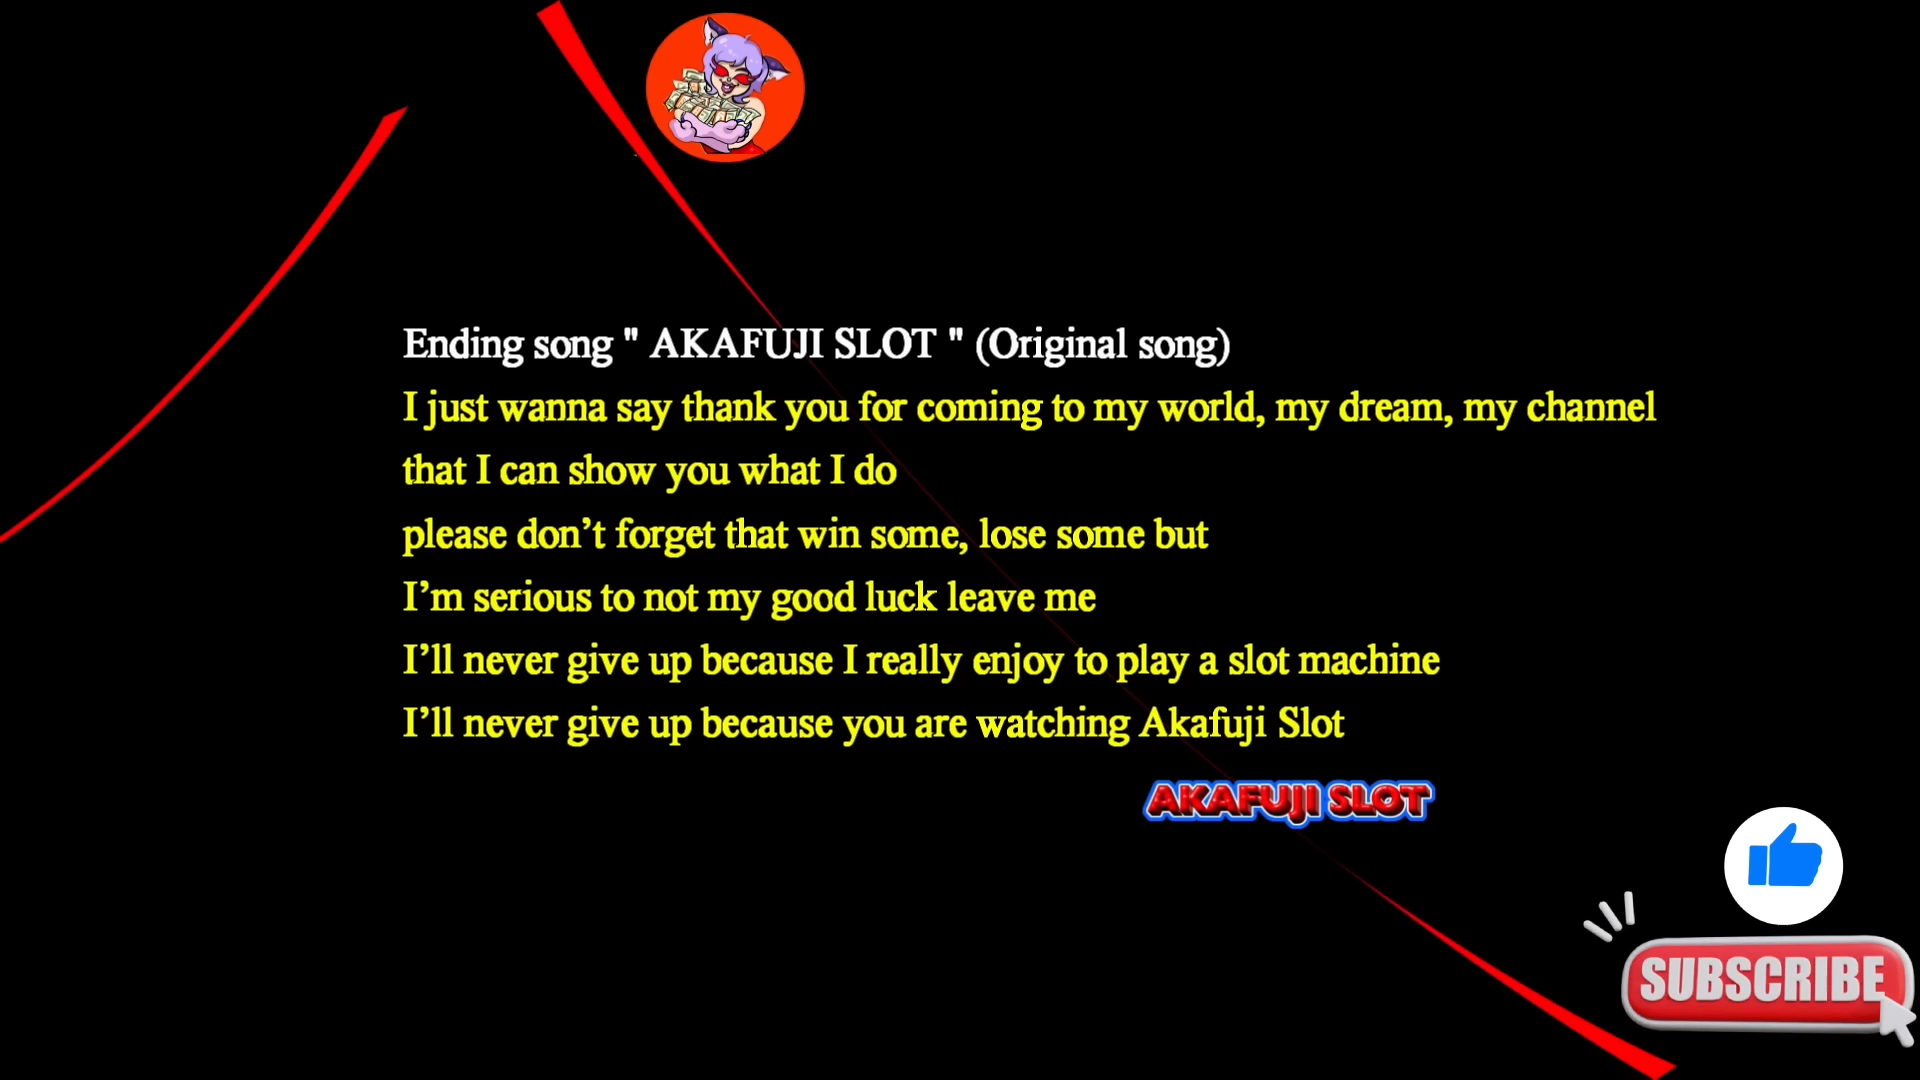 Ending song " AKAFUJI SLOT " (Original song)
I just wanna say thank you for coming to my world, my dream, my channel
that I can show you what I do
please don’t forget that win some, lose some but
I’m serious to not my good luck leave me
I’ll never give up because I really enjoy to play a slot machine
I’ll never give up because you are watching Akafuji Slot
AKAFUJI SLOT
SUBSCRIBE